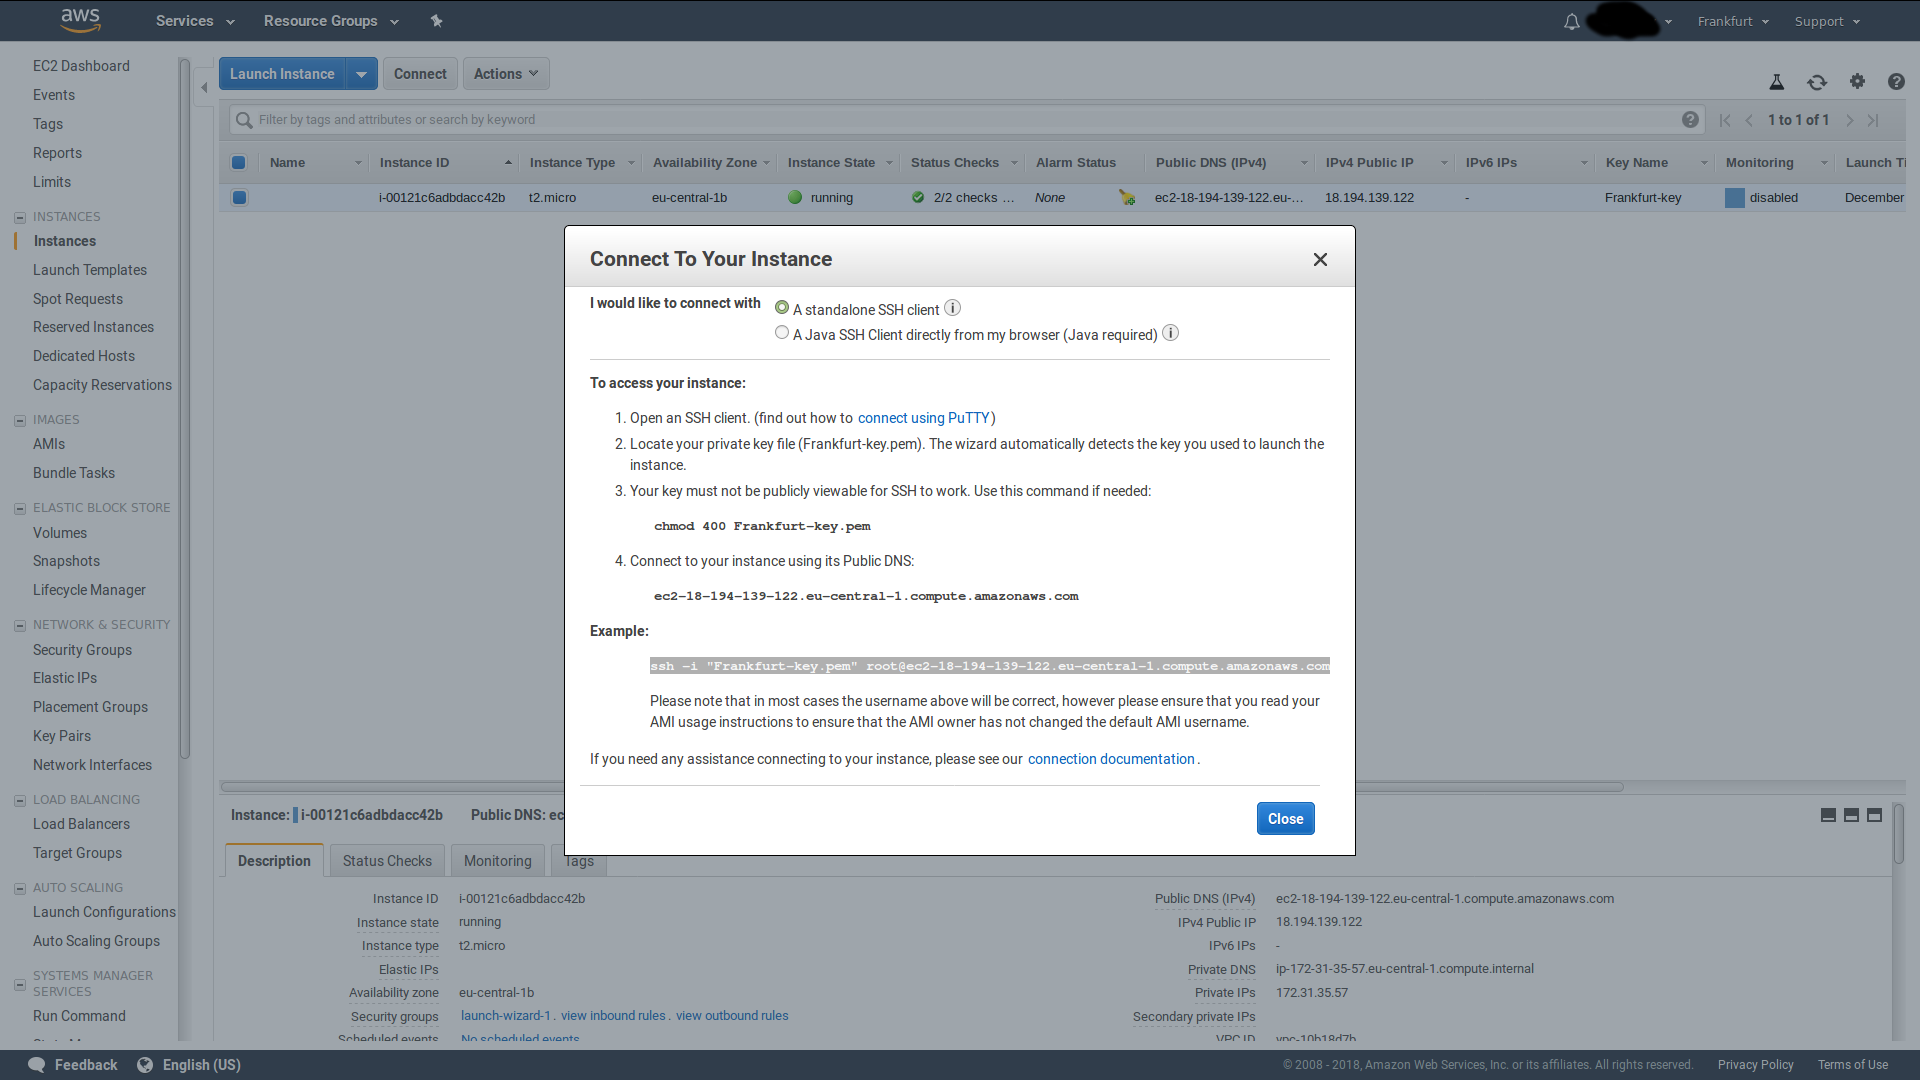 aws Services Resource Groups Frankfurt Support
EC2 Dashboard
Events
Tags
Reports
Limits
INSTANCES
Instances
Launch Templates
Spot Requests
Reserved Instances
Dedicated Hosts
Capacity Reservations
IMAGES
AMIs
Bundle Tasks
ELASTIC BLOCK STORE
Volumes
Snapshots
Lifecycle Manager
NETWORK & SECURITY
Security Groups
Elastic IPs
Placement Groups
Key Pairs
Network Interfaces
LOAD BALANCING
Load Balancers
Target Groups
AUTO SCALING
Launch Configurations
Auto Scaling Groups
SYSTEMS MANAGER
SERVICES
Run Command
Launch Instance Connect Actions
Filter by tags and attributes or search by keyword 1 to 1 of 1
Name Instance ID Instance Type Availability Zone Instance State Status Checks Alarm Status Public DNS (IPv4) IPv4 Public IP IPv6 IPs Key Name Monitoring Launch Ti
i-00121c6adbdacc42b t2.micro eu-central-1b running 2/2 checks ... None ec2-18-194-139-122.eu-... 18.194.139.122 - Frankfurt-key disabled December
Connect To Your Instance
I would like to connect with A standalone SSH client
A Java SSH Client directly from my browser (Java required)
To access your instance:
1. Open an SSH client. (find out how to connect using PuTTY)
2. Locate your private key file (Frankfurt-key.pem). The wizard automatically detects the key you used to launch the
instance.
3. Your key must not be publicly viewable for SSH to work. Use this command if needed:
chmod 400 Frankfurt-key.pem
4. Connect to your instance using its Public DNS:
ec2-18-194-139-122.eu-central-1.compute.amazonaws.com
Example:
ssh -i "Frankfurt-key.pem" root@ec2-18-194-139-122.eu-central-1.compute.amazonaws.com
Please note that in most cases the username above will be correct, however please ensure that you read your
AMI usage instructions to ensure that the AMI owner has not changed the default AMI username.
If you need any assistance connecting to your instance, please see our connection documentation.
Close
Instance: i-00121c6adbdacc42b Public DNS: ec
Description Status Checks Monitoring Tags
Instance ID i-00121c6adbdacc42b Public DNS (IPv4) ec2-18-194-139-122.eu-central-1.compute.amazonaws.com
Instance state running IPv4 Public IP 18.194.139.122
Instance type t2.micro IPv6 IPs -
Elastic IPs Private DNS ip-172-31-35-57.eu-central-1.compute.internal
Availability zone eu-central-1b Private IPs 172.31.35.57
Security groups launch-wizard-1. view inbound rules. view outbound rules Secondary private IPs
Scheduled events No scheduled events VPC ID vpc-10b18d7b
Feedback English (US) © 2008 - 2018, Amazon Web Services, Inc. or its affiliates. All rights reserved. Privacy Policy Terms of Use